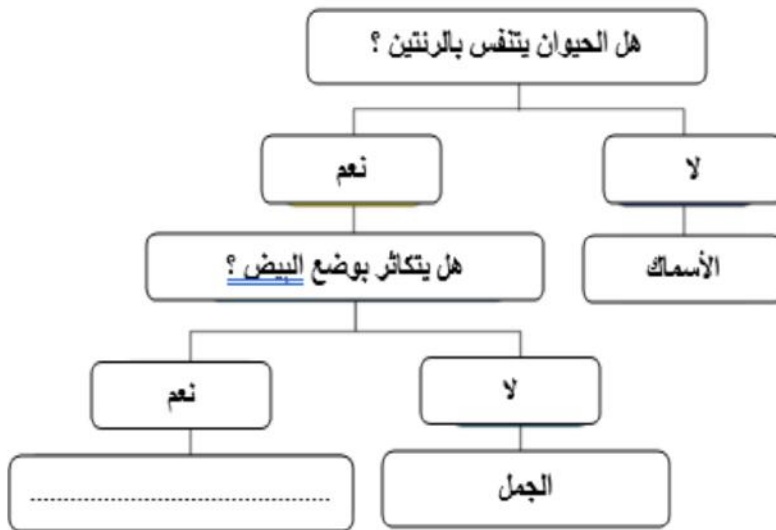 هل الحيوان يتنفس بالرئتين ؟
لا
نعم
الأسماك
هل يتكاثر بوضع البيض ؟
لا
نعم
الجمل
................................................